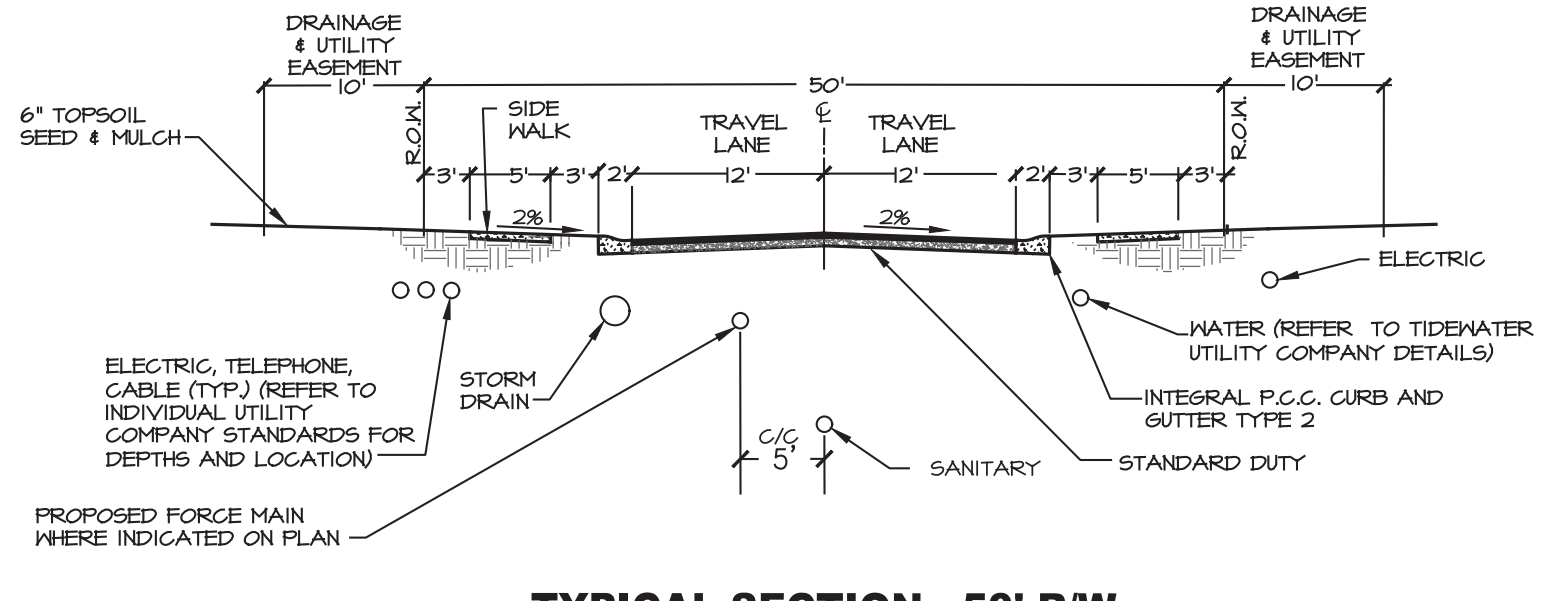 DRAINAGE
& UTILITY
EASEMENT
10'
50'
DRAINAGE
& UTILITY
EASEMENT
10'
6" TOPSOIL
SEED & MULCH
R.O.W.
SIDE
WALK
TRAVEL
LANE
℄
TRAVEL
LANE
R.O.W.
3' 5' 3' 2' 12' 12' 2' 3' 5' 3'
2% 2%
ELECTRIC
WATER (REFER TO TIDEWATER
UTILITY COMPANY DETAILS)
ELECTRIC, TELEPHONE,
CABLE (TYP.) (REFER TO
INDIVIDUAL UTILITY
COMPANY STANDARDS FOR
DEPTHS AND LOCATION)
STORM
DRAIN
INTEGRAL P.C.C. CURB AND
GUTTER TYPE 2
C/C
5'
SANITARY
STANDARD DUTY
PROPOSED FORCE MAIN
WHERE INDICATED ON PLAN
TYPICAL SECTION - 50' R/W